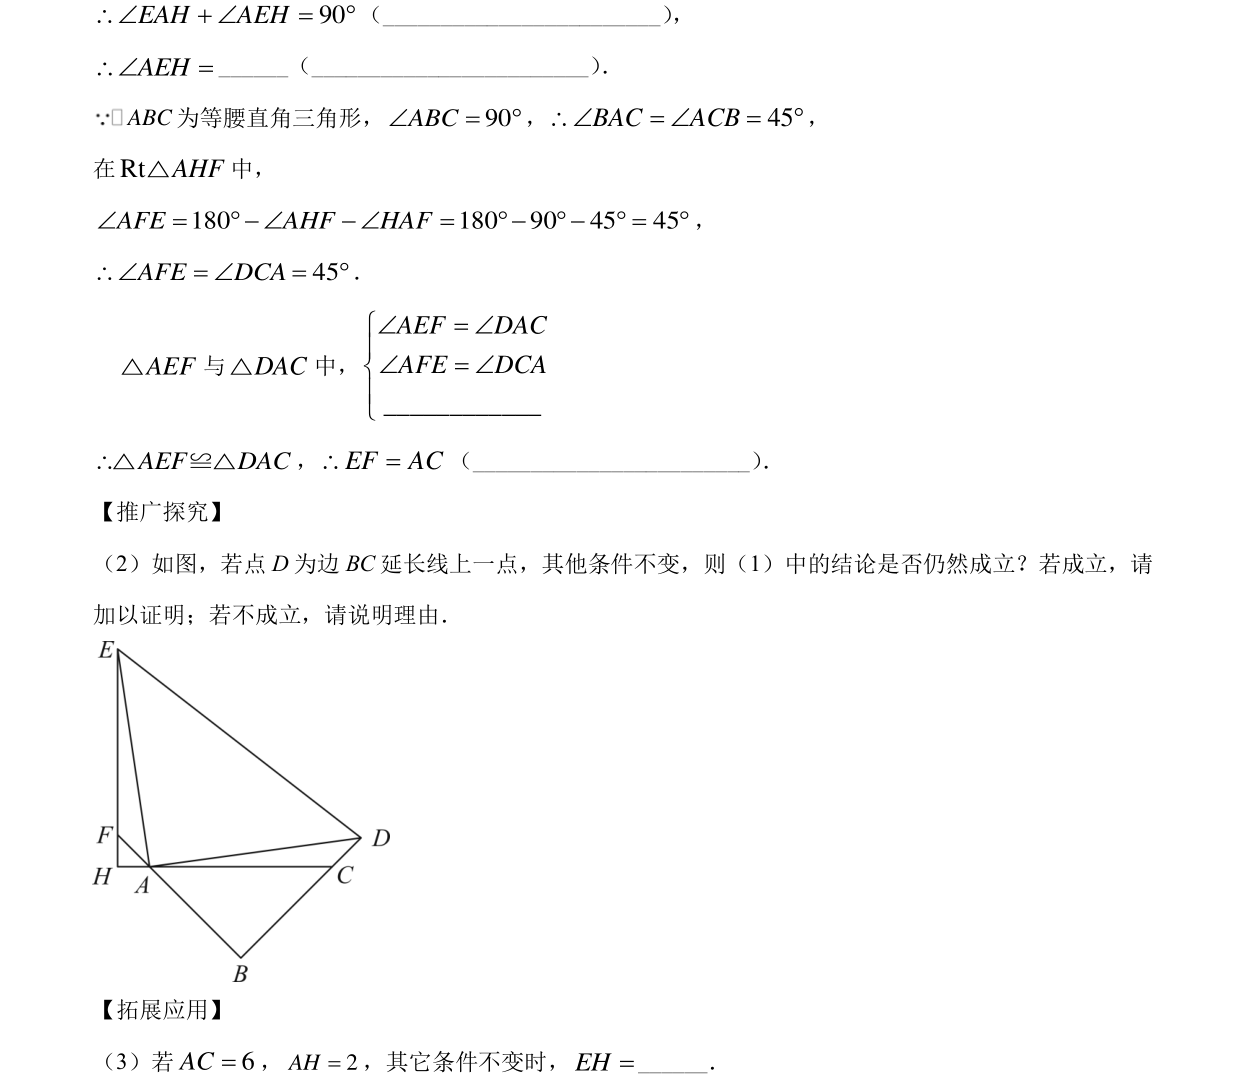 ∴∠EAH + ∠AEH = 90°（________________________），
∴∠AEH = ______（________________________）．
∵□ABC 为等腰直角三角形，∠ABC = 90°，∴∠BAC = ∠ACB = 45°，
在 Rt△AHF 中，
∠AFE = 180° − ∠AHF − ∠HAF = 180° − 90° − 45° = 45°，
∴∠AFE = ∠DCA = 45°．
∠AEF = ∠DAC
△AEF 与△DAC 中，{ ∠AFE = ∠DCA
______________
∴△AEF≌△DAC，∴EF = AC（________________________）．
【推广探究】
（2）如图，若点 D 为边 BC 延长线上一点，其他条件不变，则（1）中的结论是否仍然成立？若成立，请
加以证明；若不成立，请说明理由．
E
F
D
H
A
C
B
【拓展应用】
（3）若 AC = 6， AH = 2，其它条件不变时，EH = ______．